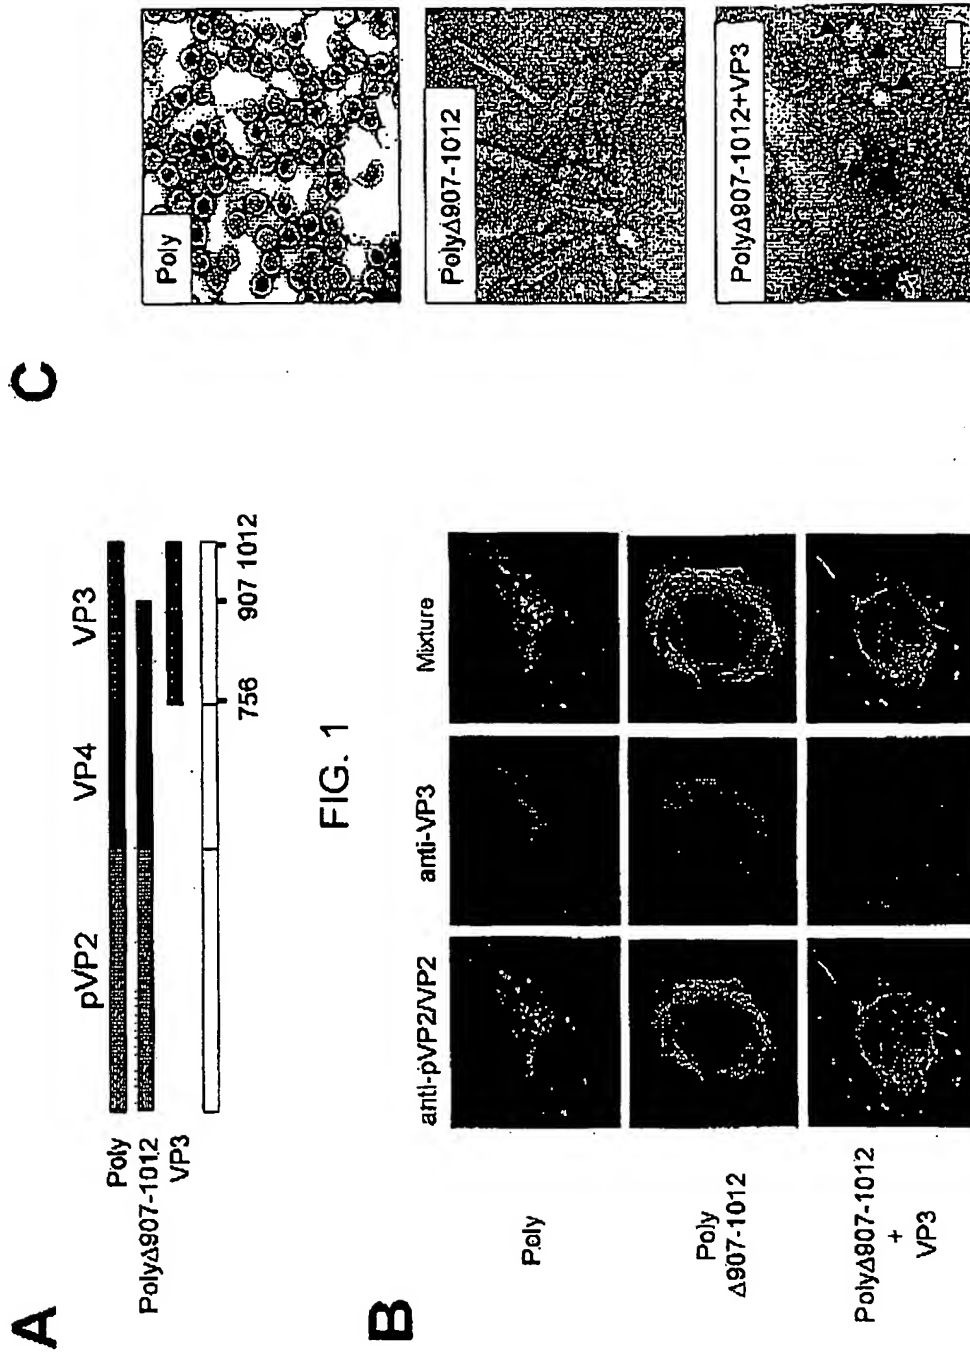 A
pVP2 VP4 VP3
Poly
PolyΔ907-1012
VP3
756 907 1012
FIG. 1
B
anti-pVP2/VP2 anti-VP3 Mixture
Poly
Poly
Δ907-1012
PolyΔ907-1012
+
VP3
C
Poly
PolyΔ907-1012
PolyΔ907-1012+VP3